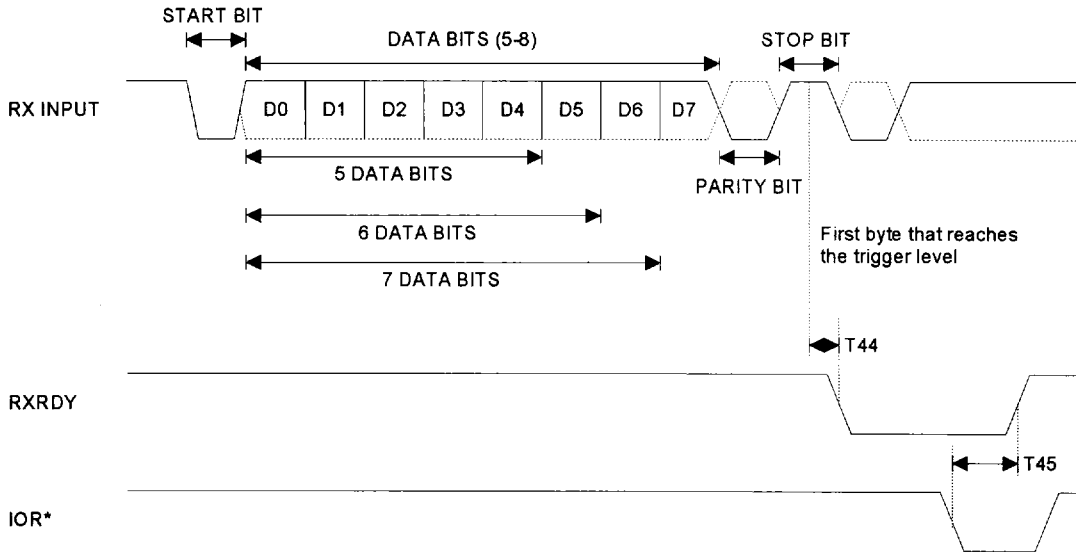 START BIT
DATA BITS (5-8)
STOP BIT
RX INPUT
D0 D1 D2 D3 D4 D5 D6 D7
5 DATA BITS
PARITY BIT
6 DATA BITS
First byte that reaches
the trigger level
7 DATA BITS
T44
RXRDY
T45
IOR*